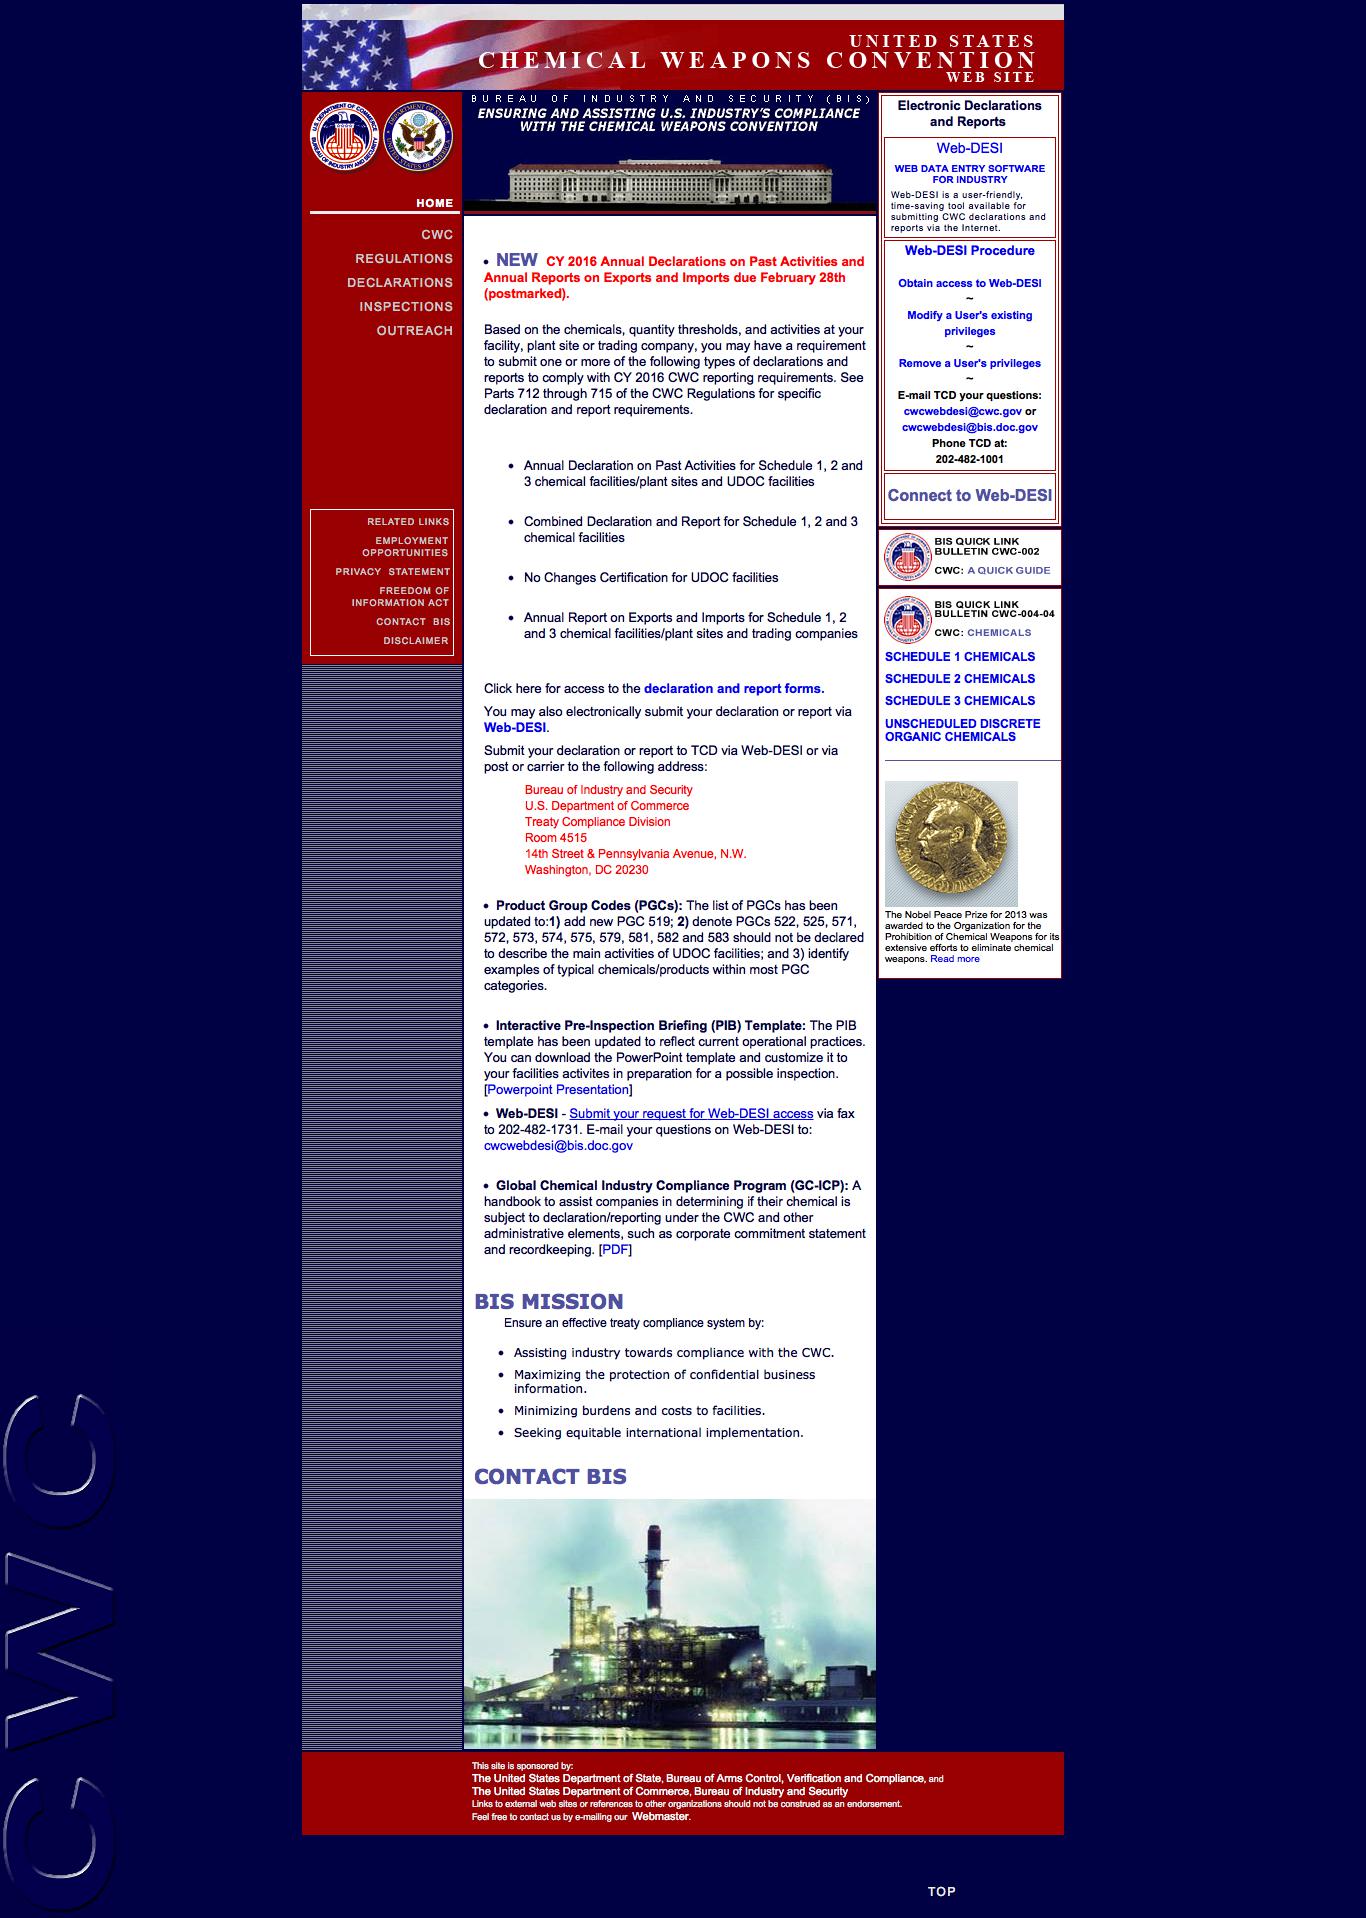 UNITED STATES
CHEMICAL WEAPONS CONVENTION
WEB SITE
HOME
CWC
REGULATIONS
DECLARATIONS
INSPECTIONS
OUTREACH
RELATED LINKS
EMPLOYMENT
OPPORTUNITIES
PRIVACY STATEMENT
FREEDOM OF
INFORMATION ACT
CONTACT BIS
DISCLAIMER
BUREAU OF INDUSTRY AND SECURITY (BIS)
ENSURING AND ASSISTING U.S. INDUSTRY'S COMPLIANCE
WITH THE CHEMICAL WEAPONS CONVENTION
• NEW CY 2016 Annual Declarations on Past Activities and
Annual Reports on Exports and Imports due February 28th
(postmarked).
Based on the chemicals, quantity thresholds, and activities at your
facility, plant site or trading company, you may have a requirement
to submit one or more of the following types of declarations and
reports to comply with CY 2016 CWC reporting requirements. See
Parts 712 through 715 of the CWC Regulations for specific
declaration and report requirements.
• Annual Declaration on Past Activities for Schedule 1, 2 and
3 chemical facilities/plant sites and UDOC facilities
• Combined Declaration and Report for Schedule 1, 2 and 3
chemical facilities
• No Changes Certification for UDOC facilities
• Annual Report on Exports and Imports for Schedule 1, 2
and 3 chemical facilities/plant sites and trading companies
Click here for access to the declaration and report forms.
You may also electronically submit your declaration or report via
Web-DESI.
Submit your declaration or report to TCD via Web-DESI or via
post or carrier to the following address:
Bureau of Industry and Security
U.S. Department of Commerce
Treaty Compliance Division
Room 4515
14th Street & Pennsylvania Avenue, N.W.
Washington, DC 20230
• Product Group Codes (PGCs): The list of PGCs has been
updated to:1) add new PGC 519; 2) denote PGCs 522, 525, 571,
572, 573, 574, 575, 579, 581, 582 and 583 should not be declared
to describe the main activities of UDOC facilities; and 3) identify
examples of typical chemicals/products within most PGC
categories.
• Interactive Pre-Inspection Briefing (PIB) Template: The PIB
template has been updated to reflect current operational practices.
You can download the PowerPoint template and customize it to
your facilities activites in preparation for a possible inspection.
[Powerpoint Presentation]
• Web-DESI - Submit your request for Web-DESI access via fax
to 202-482-1731. E-mail your questions on Web-DESI to:
cwcwebdesi@bis.doc.gov
• Global Chemical Industry Compliance Program (GC-ICP): A
handbook to assist companies in determining if their chemical is
subject to declaration/reporting under the CWC and other
administrative elements, such as corporate commitment statement
and recordkeeping. [PDF]
BIS MISSION
Ensure an effective treaty compliance system by:
• Assisting industry towards compliance with the CWC.
• Maximizing the protection of confidential business
information.
• Minimizing burdens and costs to facilities.
• Seeking equitable international implementation.
CONTACT BIS
Electronic Declarations
and Reports
Web-DESI
WEB DATA ENTRY SOFTWARE
FOR INDUSTRY
Web-DESI is a user-friendly,
time-saving tool available for
submitting CWC declarations and
reports via the Internet.
Web-DESI Procedure
Obtain access to Web-DESI
~
Modify a User's existing
privileges
~
Remove a User's privileges
~
E-mail TCD your questions:
cwcwebdesi@cwc.gov or
cwcwebdesi@bis.doc.gov
Phone TCD at:
202-482-1001
Connect to Web-DESI
BIS QUICK LINK
BULLETIN CWC-002
CWC: A QUICK GUIDE
BIS QUICK LINK
BULLETIN CWC-004-04
CWC: CHEMICALS
SCHEDULE 1 CHEMICALS
SCHEDULE 2 CHEMICALS
SCHEDULE 3 CHEMICALS
UNSCHEDULED DISCRETE
ORGANIC CHEMICALS
The Nobel Peace Prize for 2013 was
awarded to the Organization for the
Prohibition of Chemical Weapons for its
extensive efforts to eliminate chemical
weapons. Read more
CWC
This site is sponsored by:
The United States Department of State, Bureau of Arms Control, Verification and Compliance, and
The United States Department of Commerce, Bureau of Industry and Security
Links to external web sites or references to other organizations should not be construed as an endorsement.
Feel free to contact us by e-mailing our Webmaster.
TOP